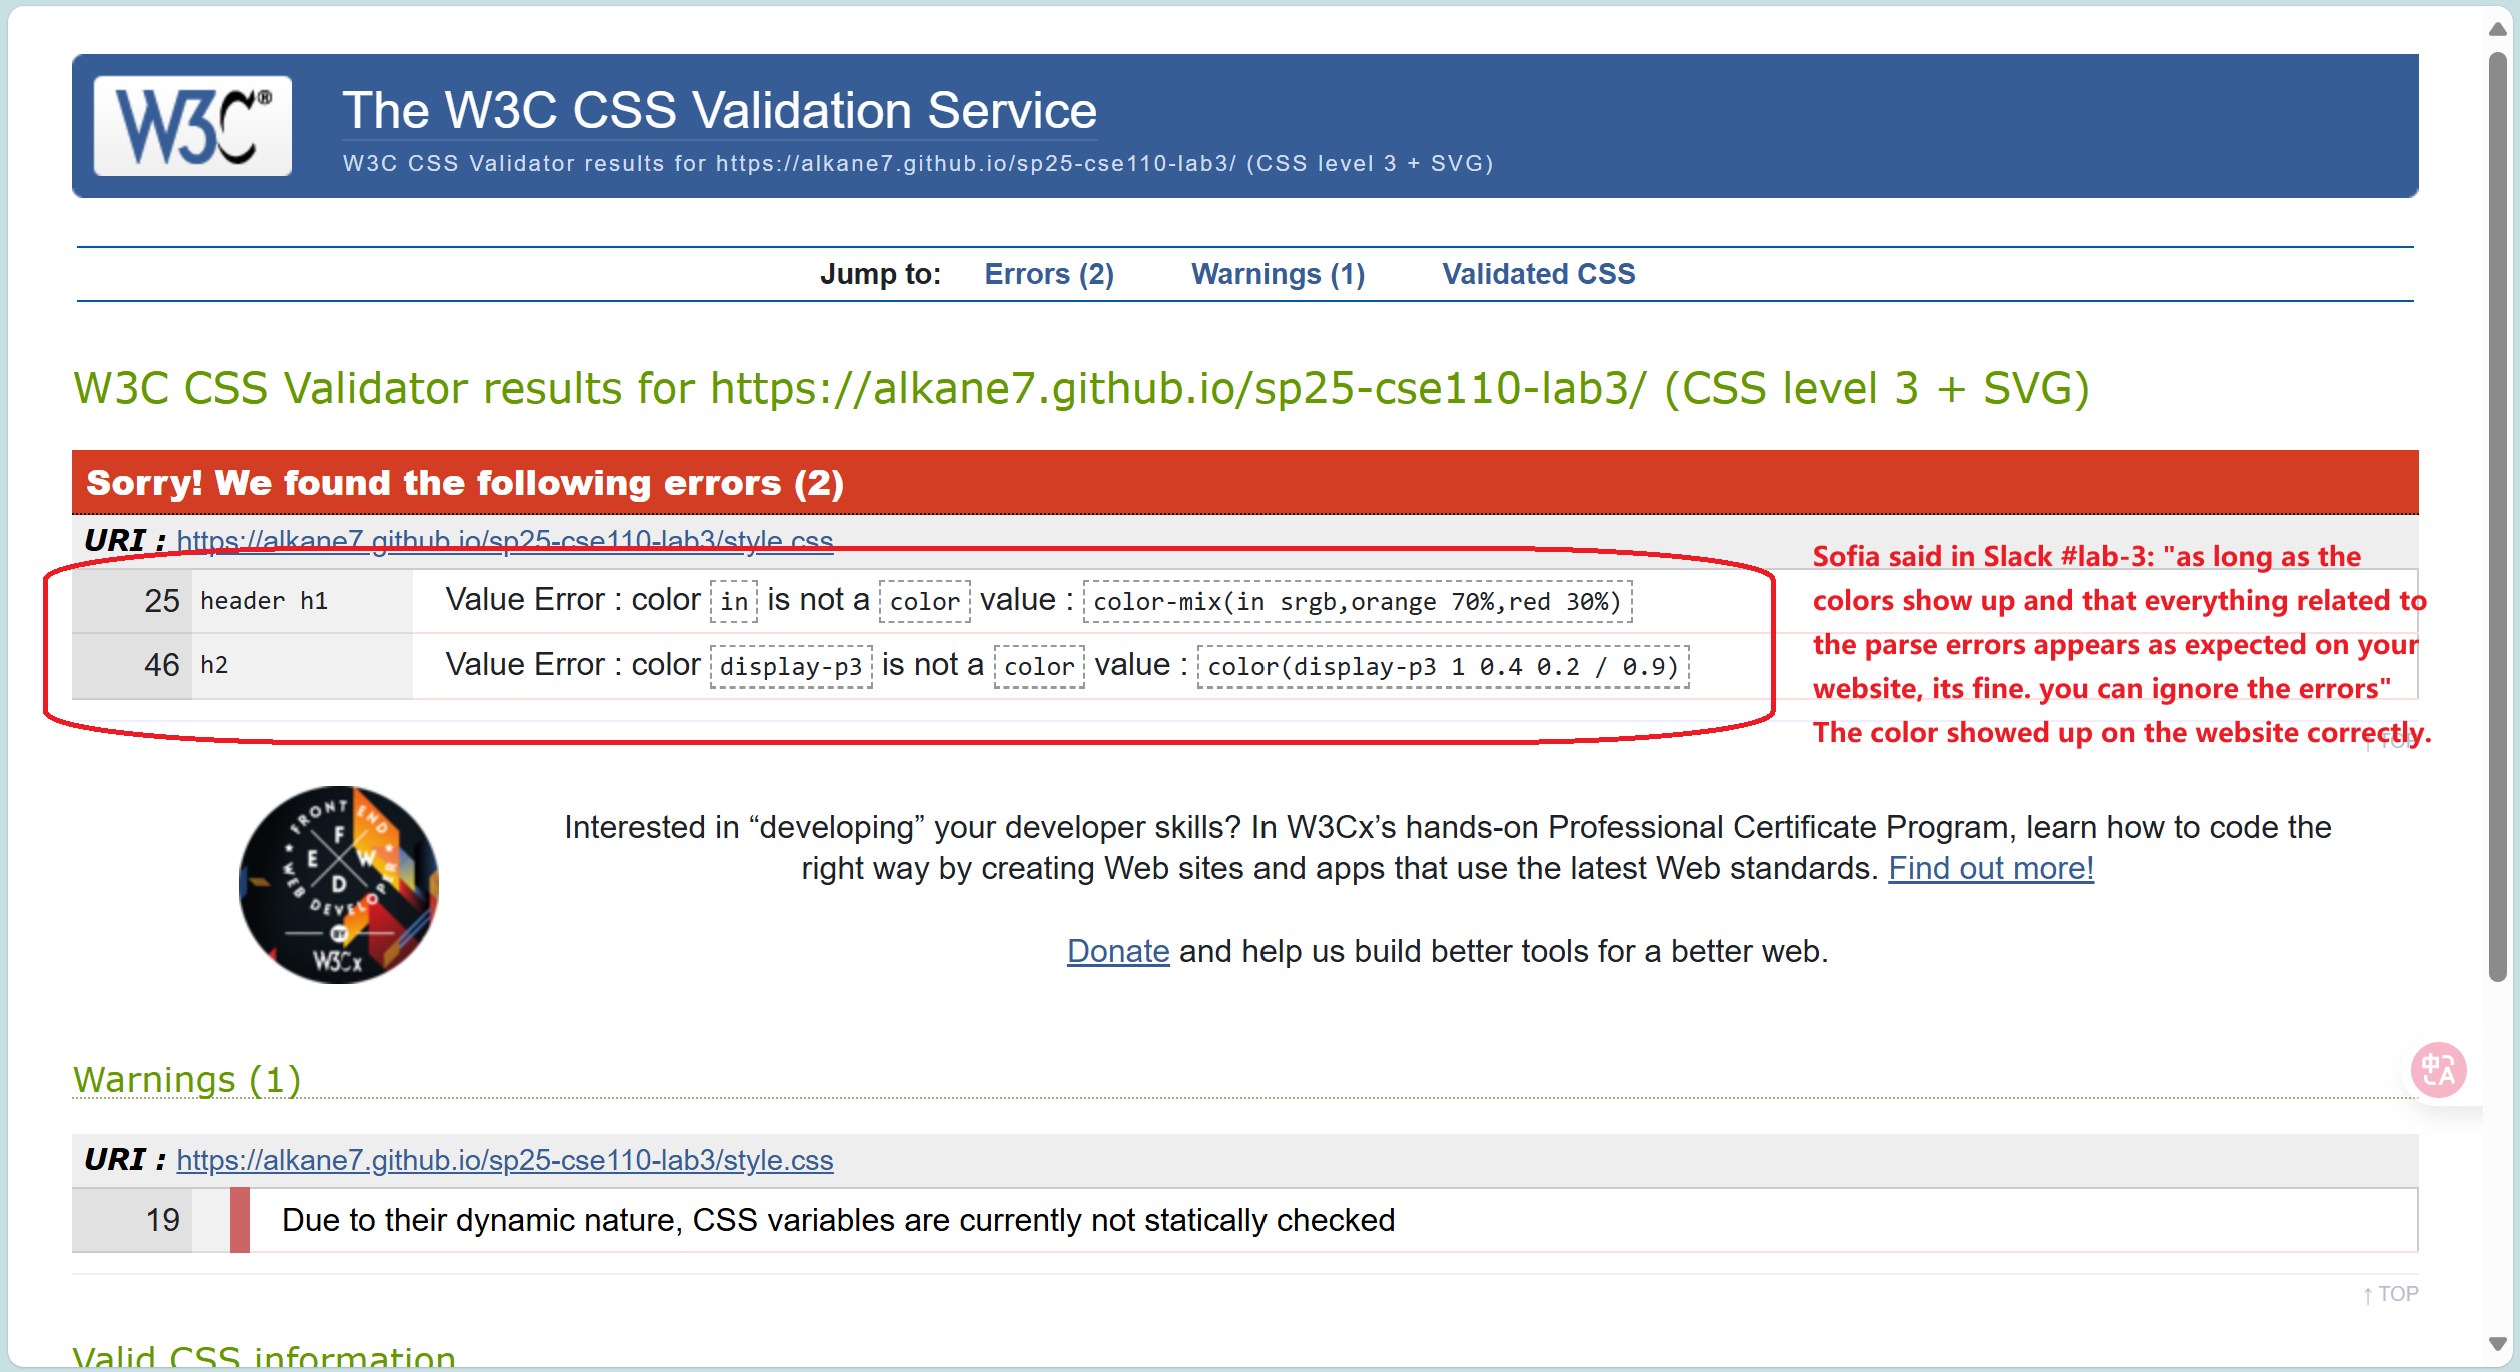 W3C®
The W3C CSS Validation Service
W3C CSS Validator results for https://alkane7.github.io/sp25-cse110-lab3/ (CSS level 3 + SVG)
Jump to: Errors (2) Warnings (1) Validated CSS
W3C CSS Validator results for https://alkane7.github.io/sp25-cse110-lab3/ (CSS level 3 + SVG)
Sorry! We found the following errors (2)
URI : https://alkane7.github.io/sp25-cse110-lab3/style.css
25 header h1 Value Error : color in is not a color value : color-mix(in srgb,orange 70%,red 30%)
46 h2 Value Error : color display-p3 is not a color value : color(display-p3 1 0.4 0.2 / 0.9)
Sofia said in Slack #lab-3: "as long as the
colors show up and that everything related to
the parse errors appears as expected on your
website, its fine. you can ignore the errors"
The color showed up on the website correctly.
↑ TOP
FRONT END
WEB DEVELOPER
F
E W
D
BY
W3Cx
Interested in “developing” your developer skills? In W3Cx’s hands-on Professional Certificate Program, learn how to code the
right way by creating Web sites and apps that use the latest Web standards. Find out more!
Donate and help us build better tools for a better web.
Warnings (1)
中A
URI : https://alkane7.github.io/sp25-cse110-lab3/style.css
19 Due to their dynamic nature, CSS variables are currently not statically checked
↑ TOP
Valid CSS information